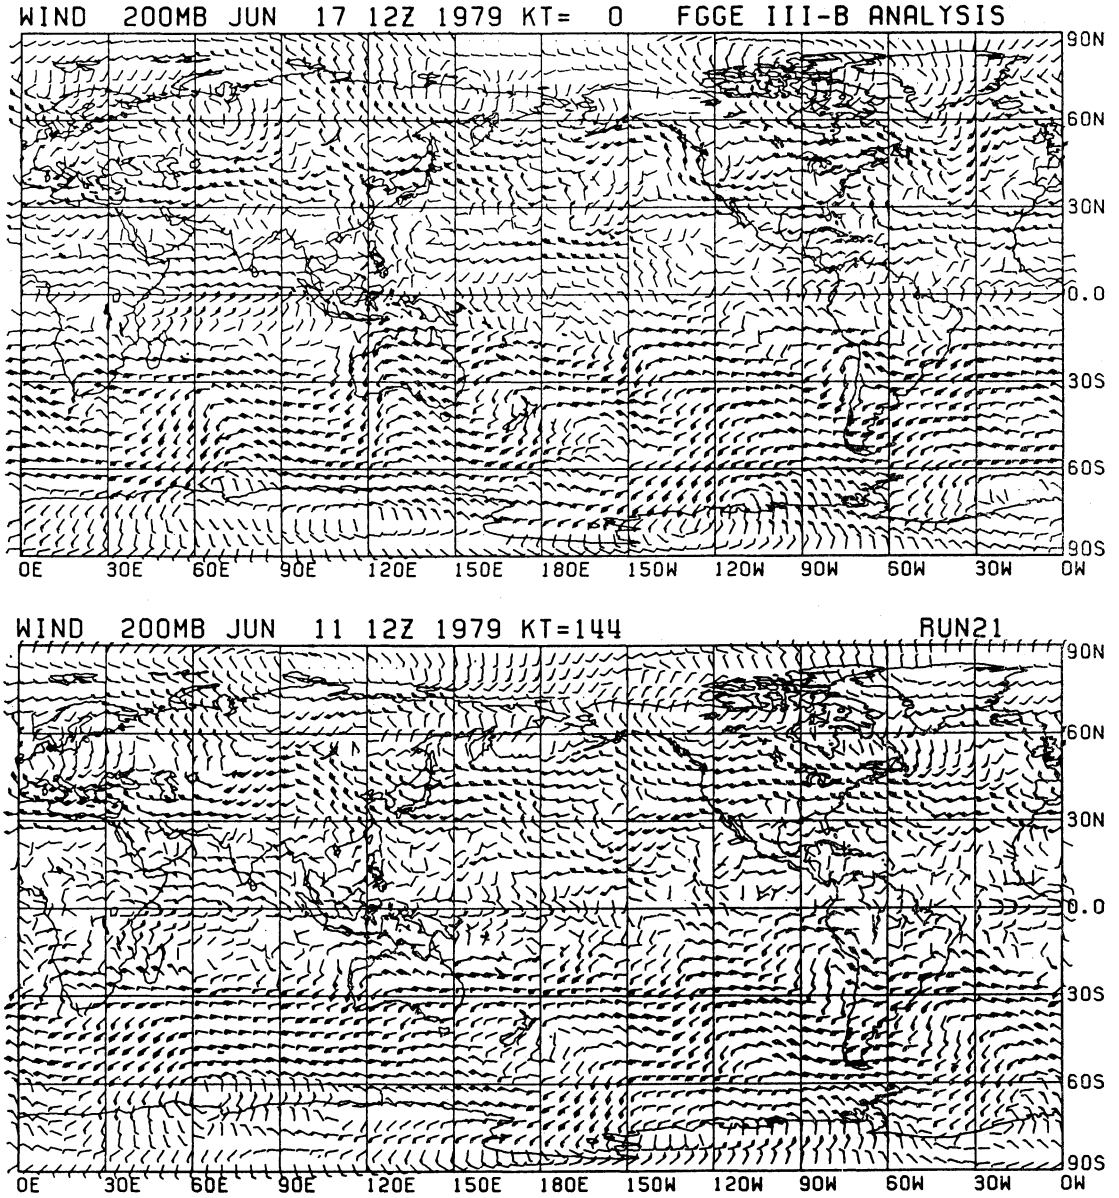 WIND 200MB JUN 17 12Z 1979 KT= 0 FGGE III-B ANALYSIS
90N
60N
30N
0.0
30S
60S
90S
0E 30E 60E 90E 120E 150E 180E 150W 120W 90W 60W 30W 0W
WIND 200MB JUN 11 12Z 1979 KT=144 RUN21
90N
60N
30N
0.0
30S
60S
90S
0E 30E 60E 90E 120E 150E 180E 150W 120W 90W 60W 30W 0W